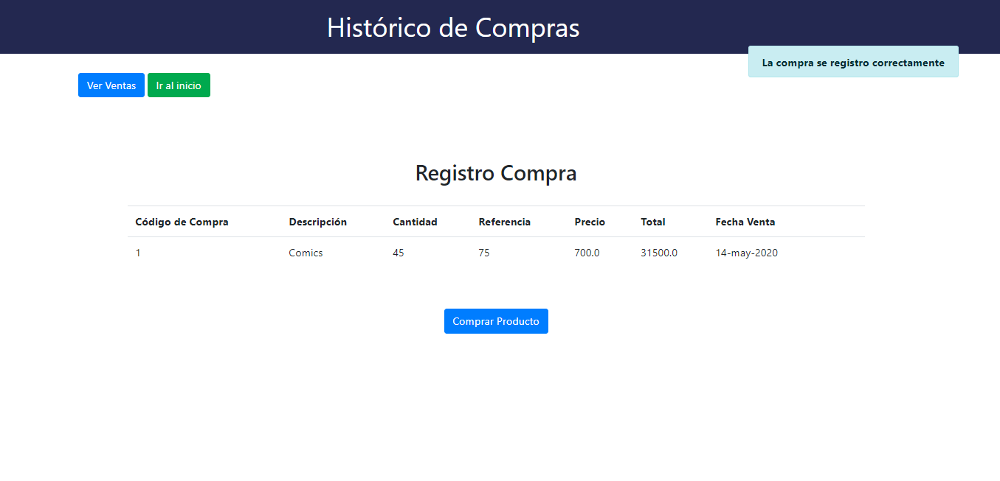 Histórico de Compras
La compra se registro correctamente
Ver Ventas Ir al inicio
Registro Compra
Código de Compra Descripción Cantidad Referencia Precio Total Fecha Venta
1 Comics 45 75 700.0 31500.0 14-may-2020
Comprar Producto